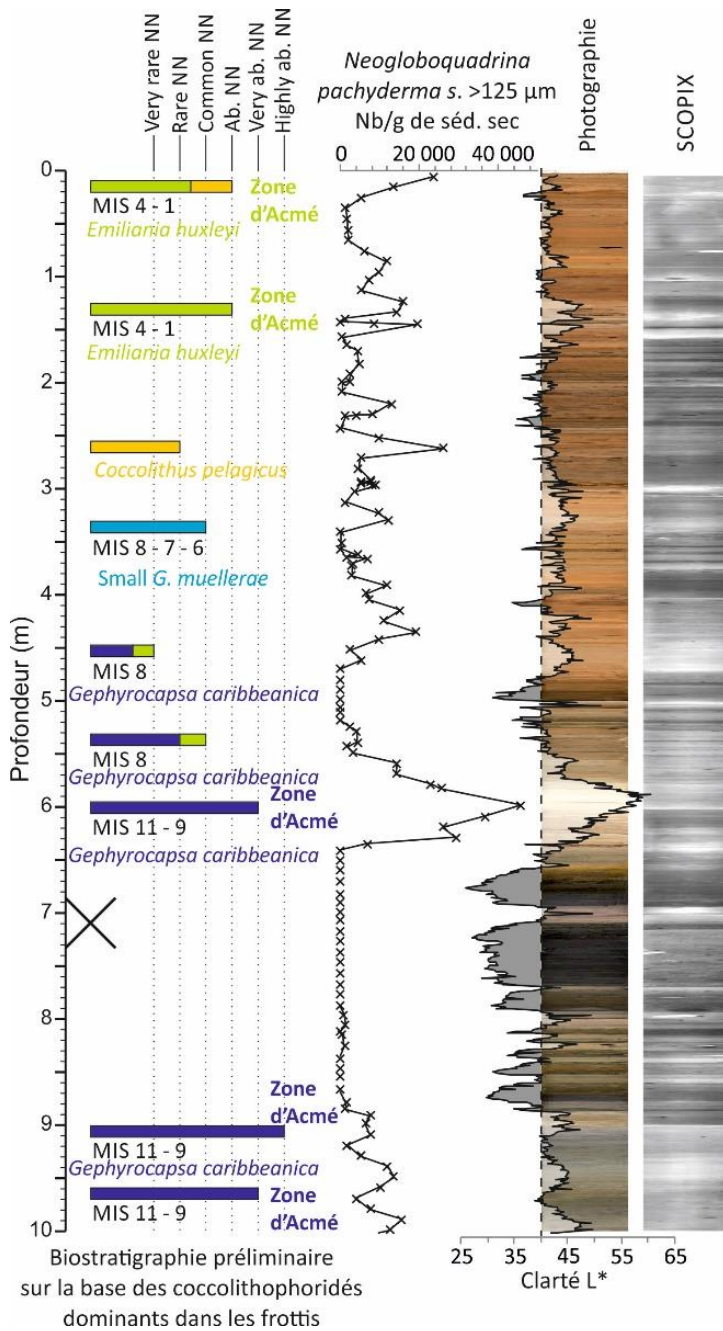 Very rare NN
Rare NN
Common NN
Ab. NN
Very ab. NN
Highly ab. NN
Neogloboquadrina
pachyderma s. >125 µm
Nb/g de séd. sec
0 20 000 40 000
Photographie
SCOPIX
Profondeur (m)
0
1
2
3
4
5
6
7
8
9
10
Zone
d'Acmé
MIS 4 - 1
Emiliania huxleyi
Zone
d'Acmé
MIS 4 - 1
Emiliania huxleyi
Coccolithus pelagicus
MIS 8 - 7 - 6
Small G. muellerae
MIS 8
Gephyrocapsa caribbeanica
MIS 8
Gephyrocapsa caribbeanica
Zone
d'Acmé
MIS 11 - 9
Gephyrocapsa caribbeanica
Zone
d'Acmé
MIS 11 - 9
Gephyrocapsa caribbeanica
Zone
d'Acmé
MIS 11 - 9
25 35 45 55 65
Clarté L*
Biostratigraphie préliminaire
sur la base des coccolithophoridés
dominants dans les frottis